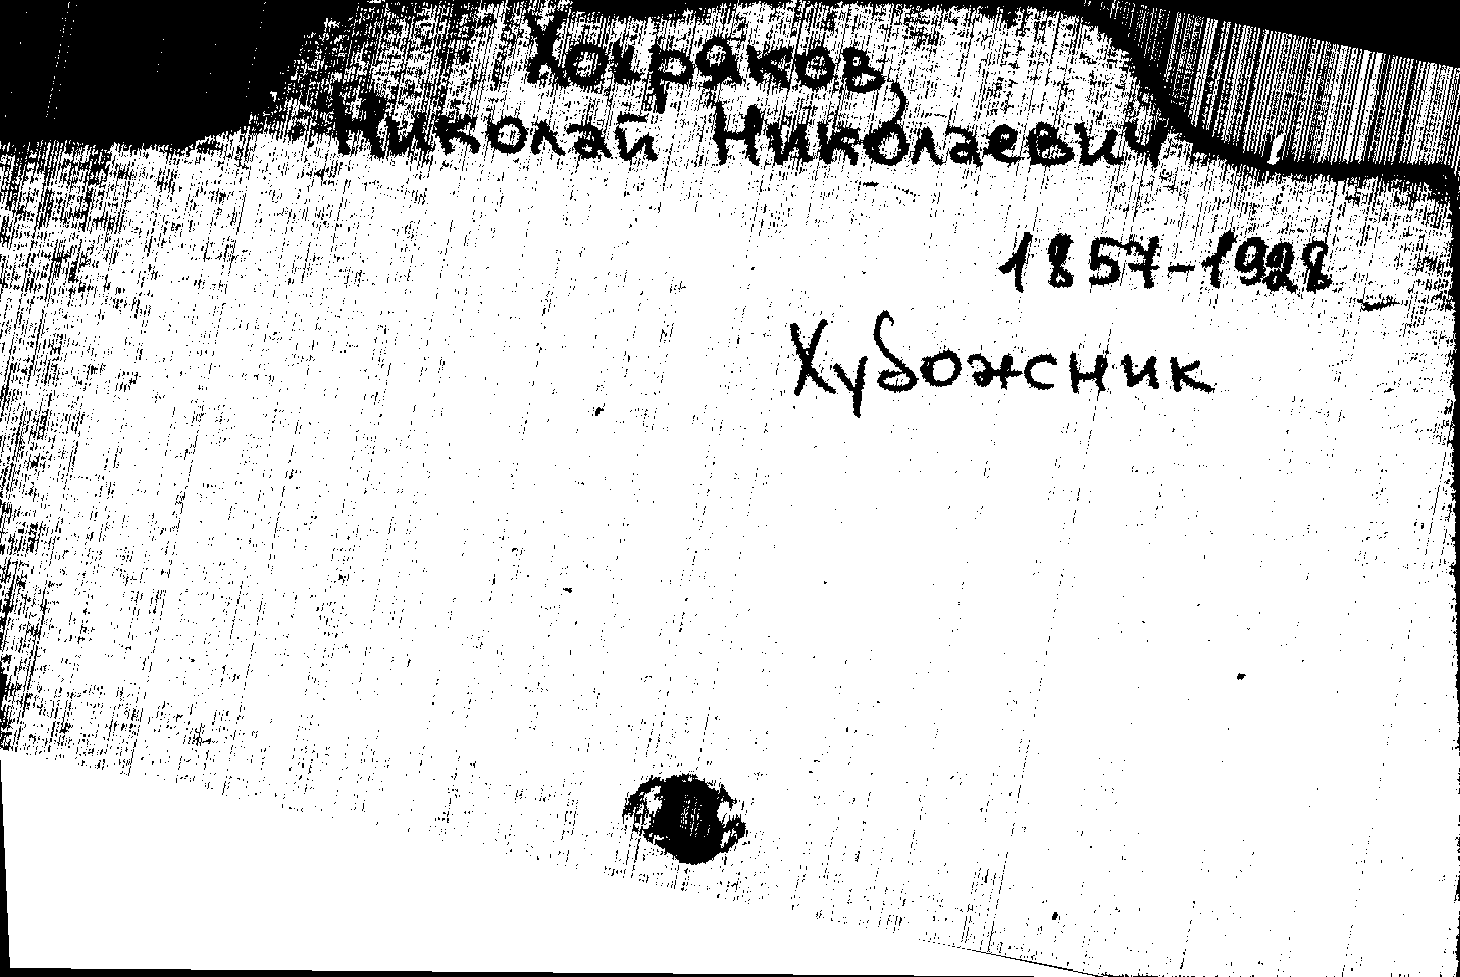 Хохряков,
Николай Николаевич
1857-1928
Художник